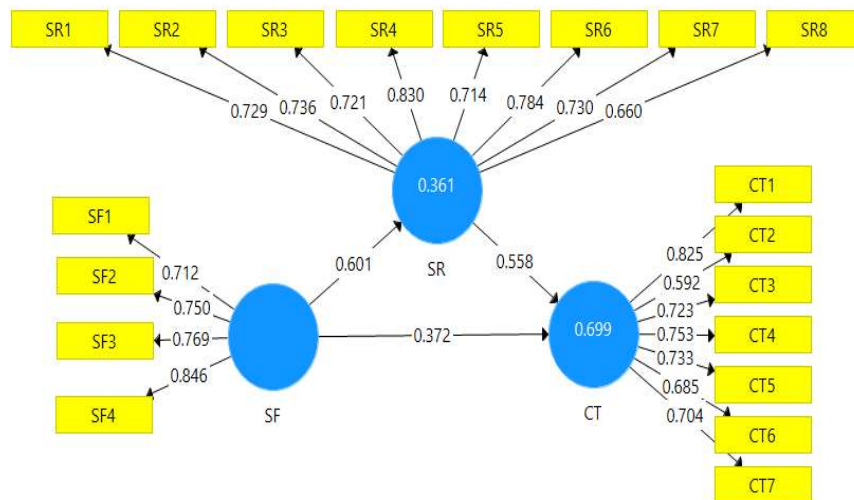 SR1 SR2 SR3 SR4 SR5 SR6 SR7 SR8
0.729 0.736 0.721 0.830 0.714 0.784 0.730 0.660
0.361
SR
SF1
SF2
SF3
SF4
0.712
0.750
0.769
0.846
SF
0.601
0.558
0.372
0.699
CT
0.825
0.592
0.723
0.753
0.733
0.685
0.704
CT1
CT2
CT3
CT4
CT5
CT6
CT7